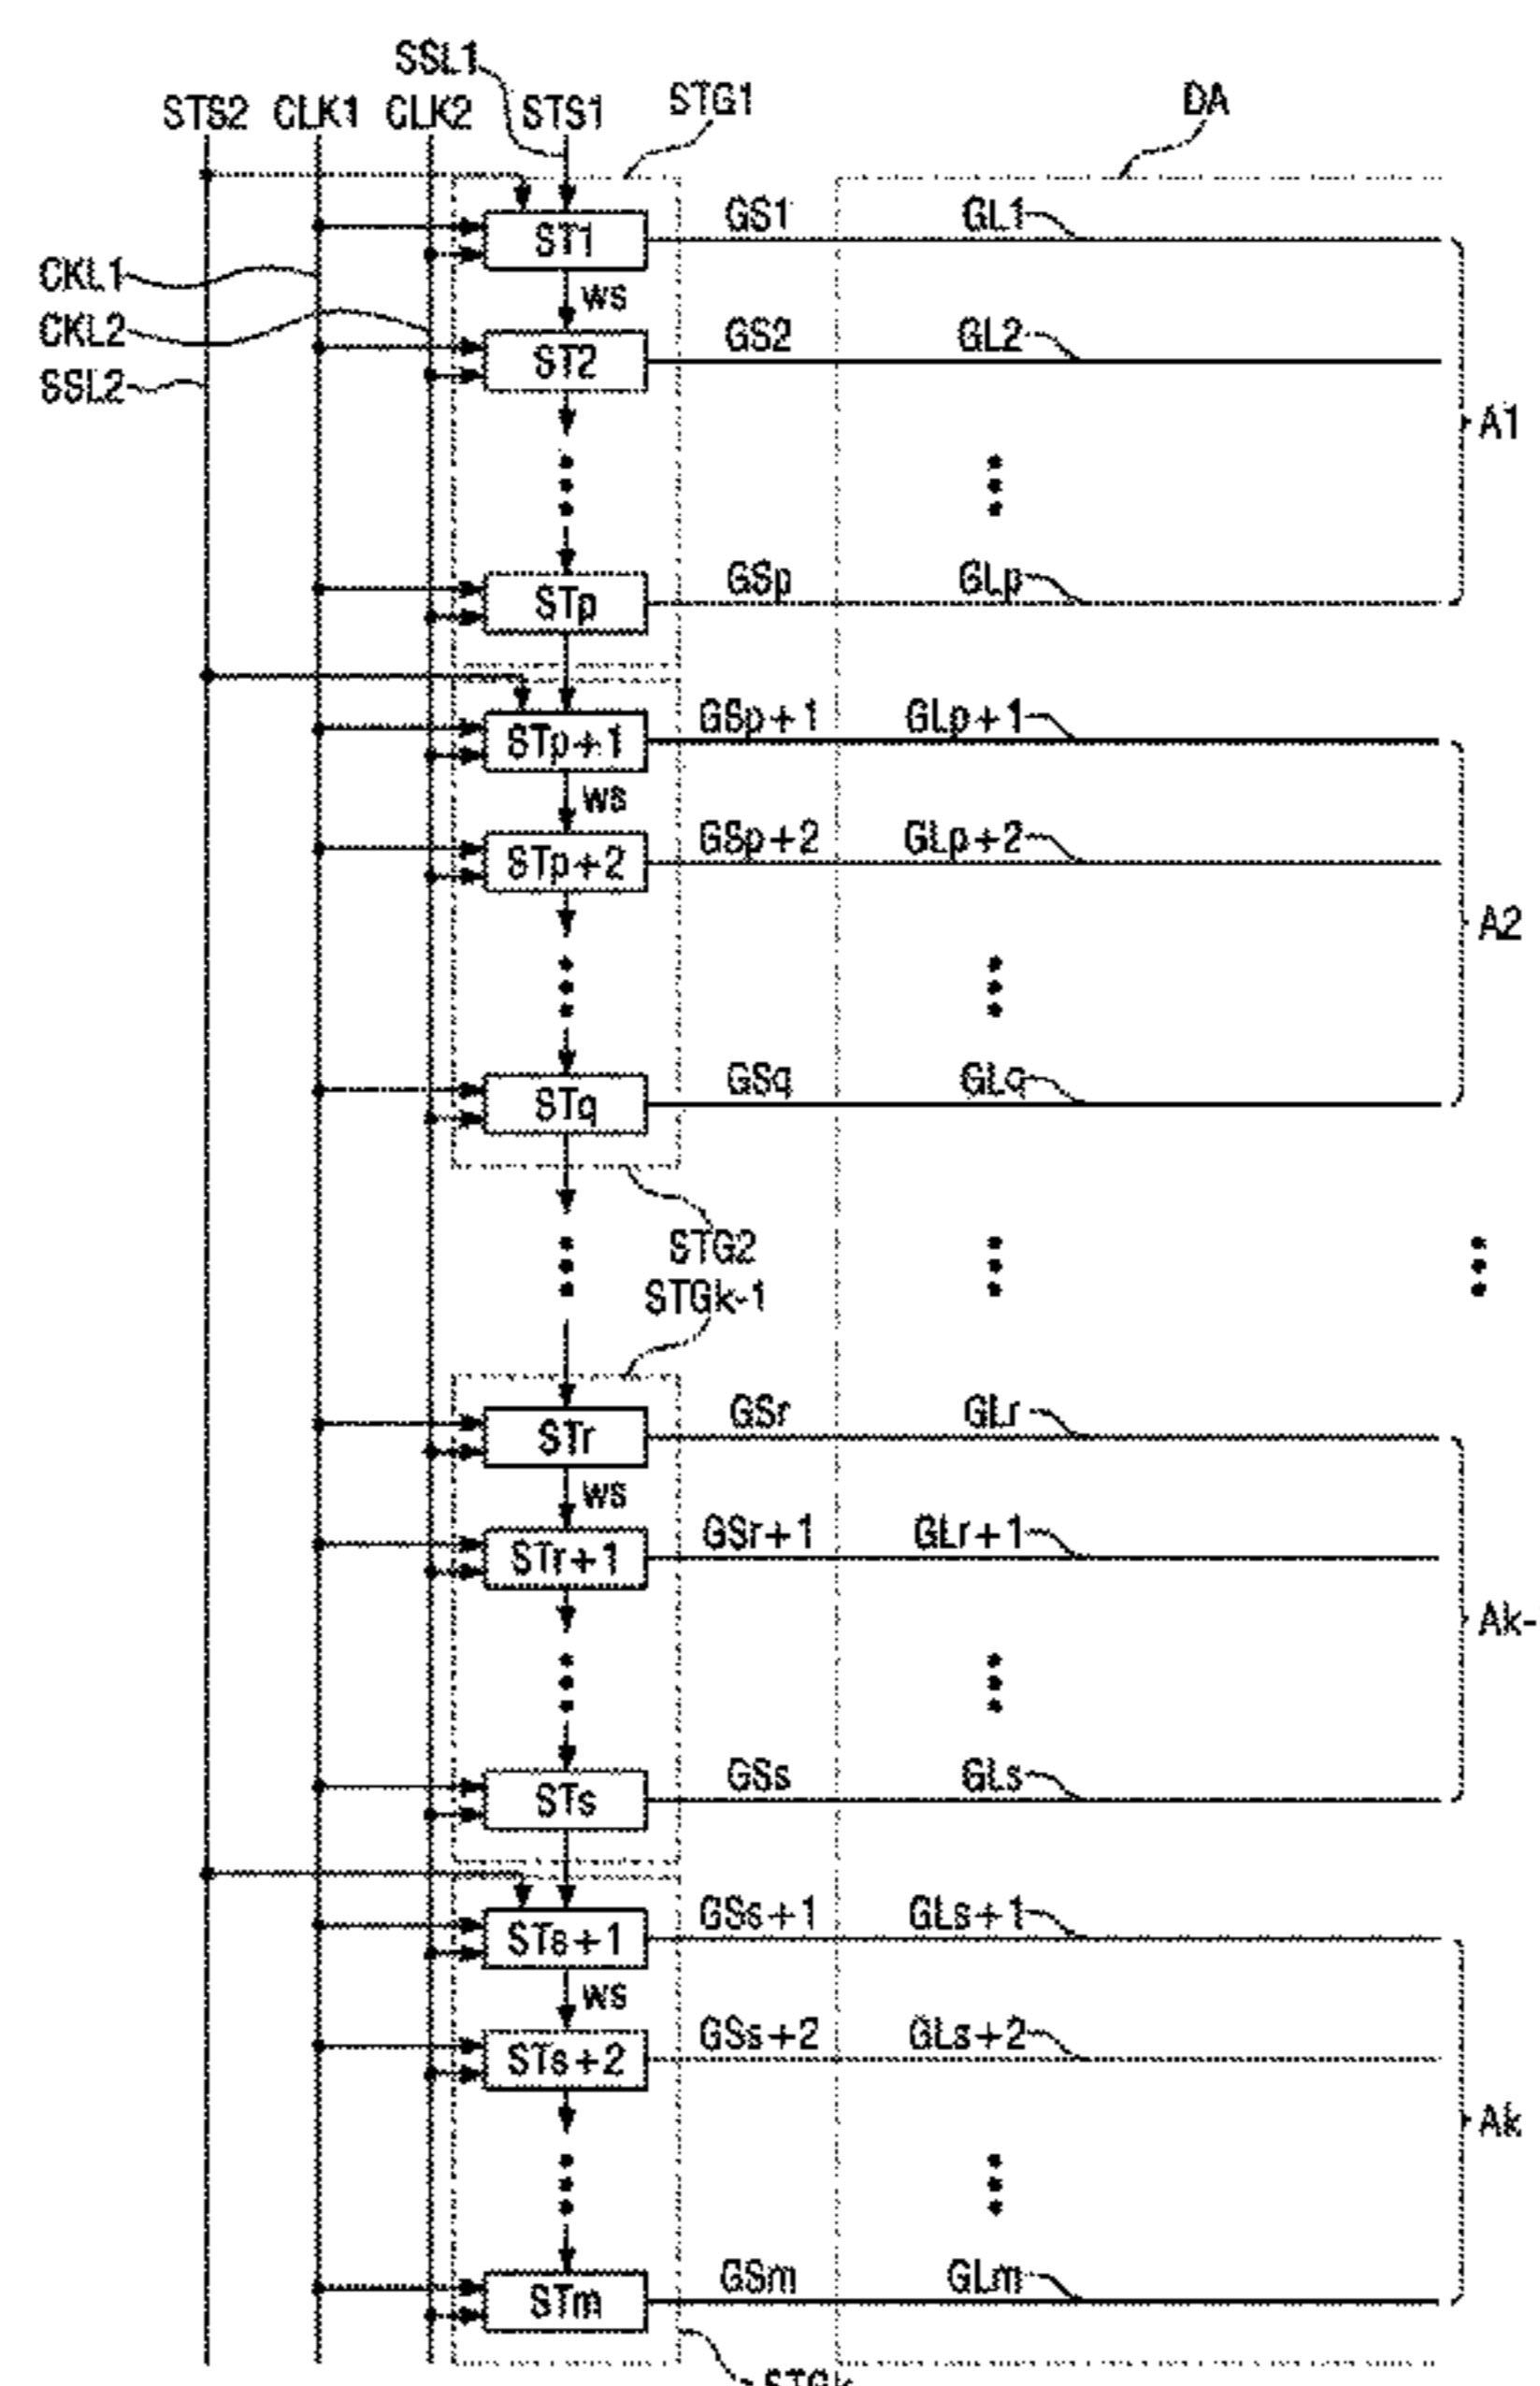 SSL1
STS2 CLK1 CLK2 STS1 STG1 DA
ST1 GS1 GL1
CKL1
ws
CKL2
ST2 GS2 GL2
SSL2
A1
STp GSp GLp
STp+1 GSp+1 GLp+1
ws
STp+2 GSp+2 GLp+2
A2
STq GSq GLq
STG2
STGk-1
STr GSr GLr
ws
STr+1 GSr+1 GLr+1
Ak-
STs GSs GLs
STs+1 GSs+1 GLs+1
ws
STs+2 GSs+2 GLs+2
Ak
STm GSm GLm